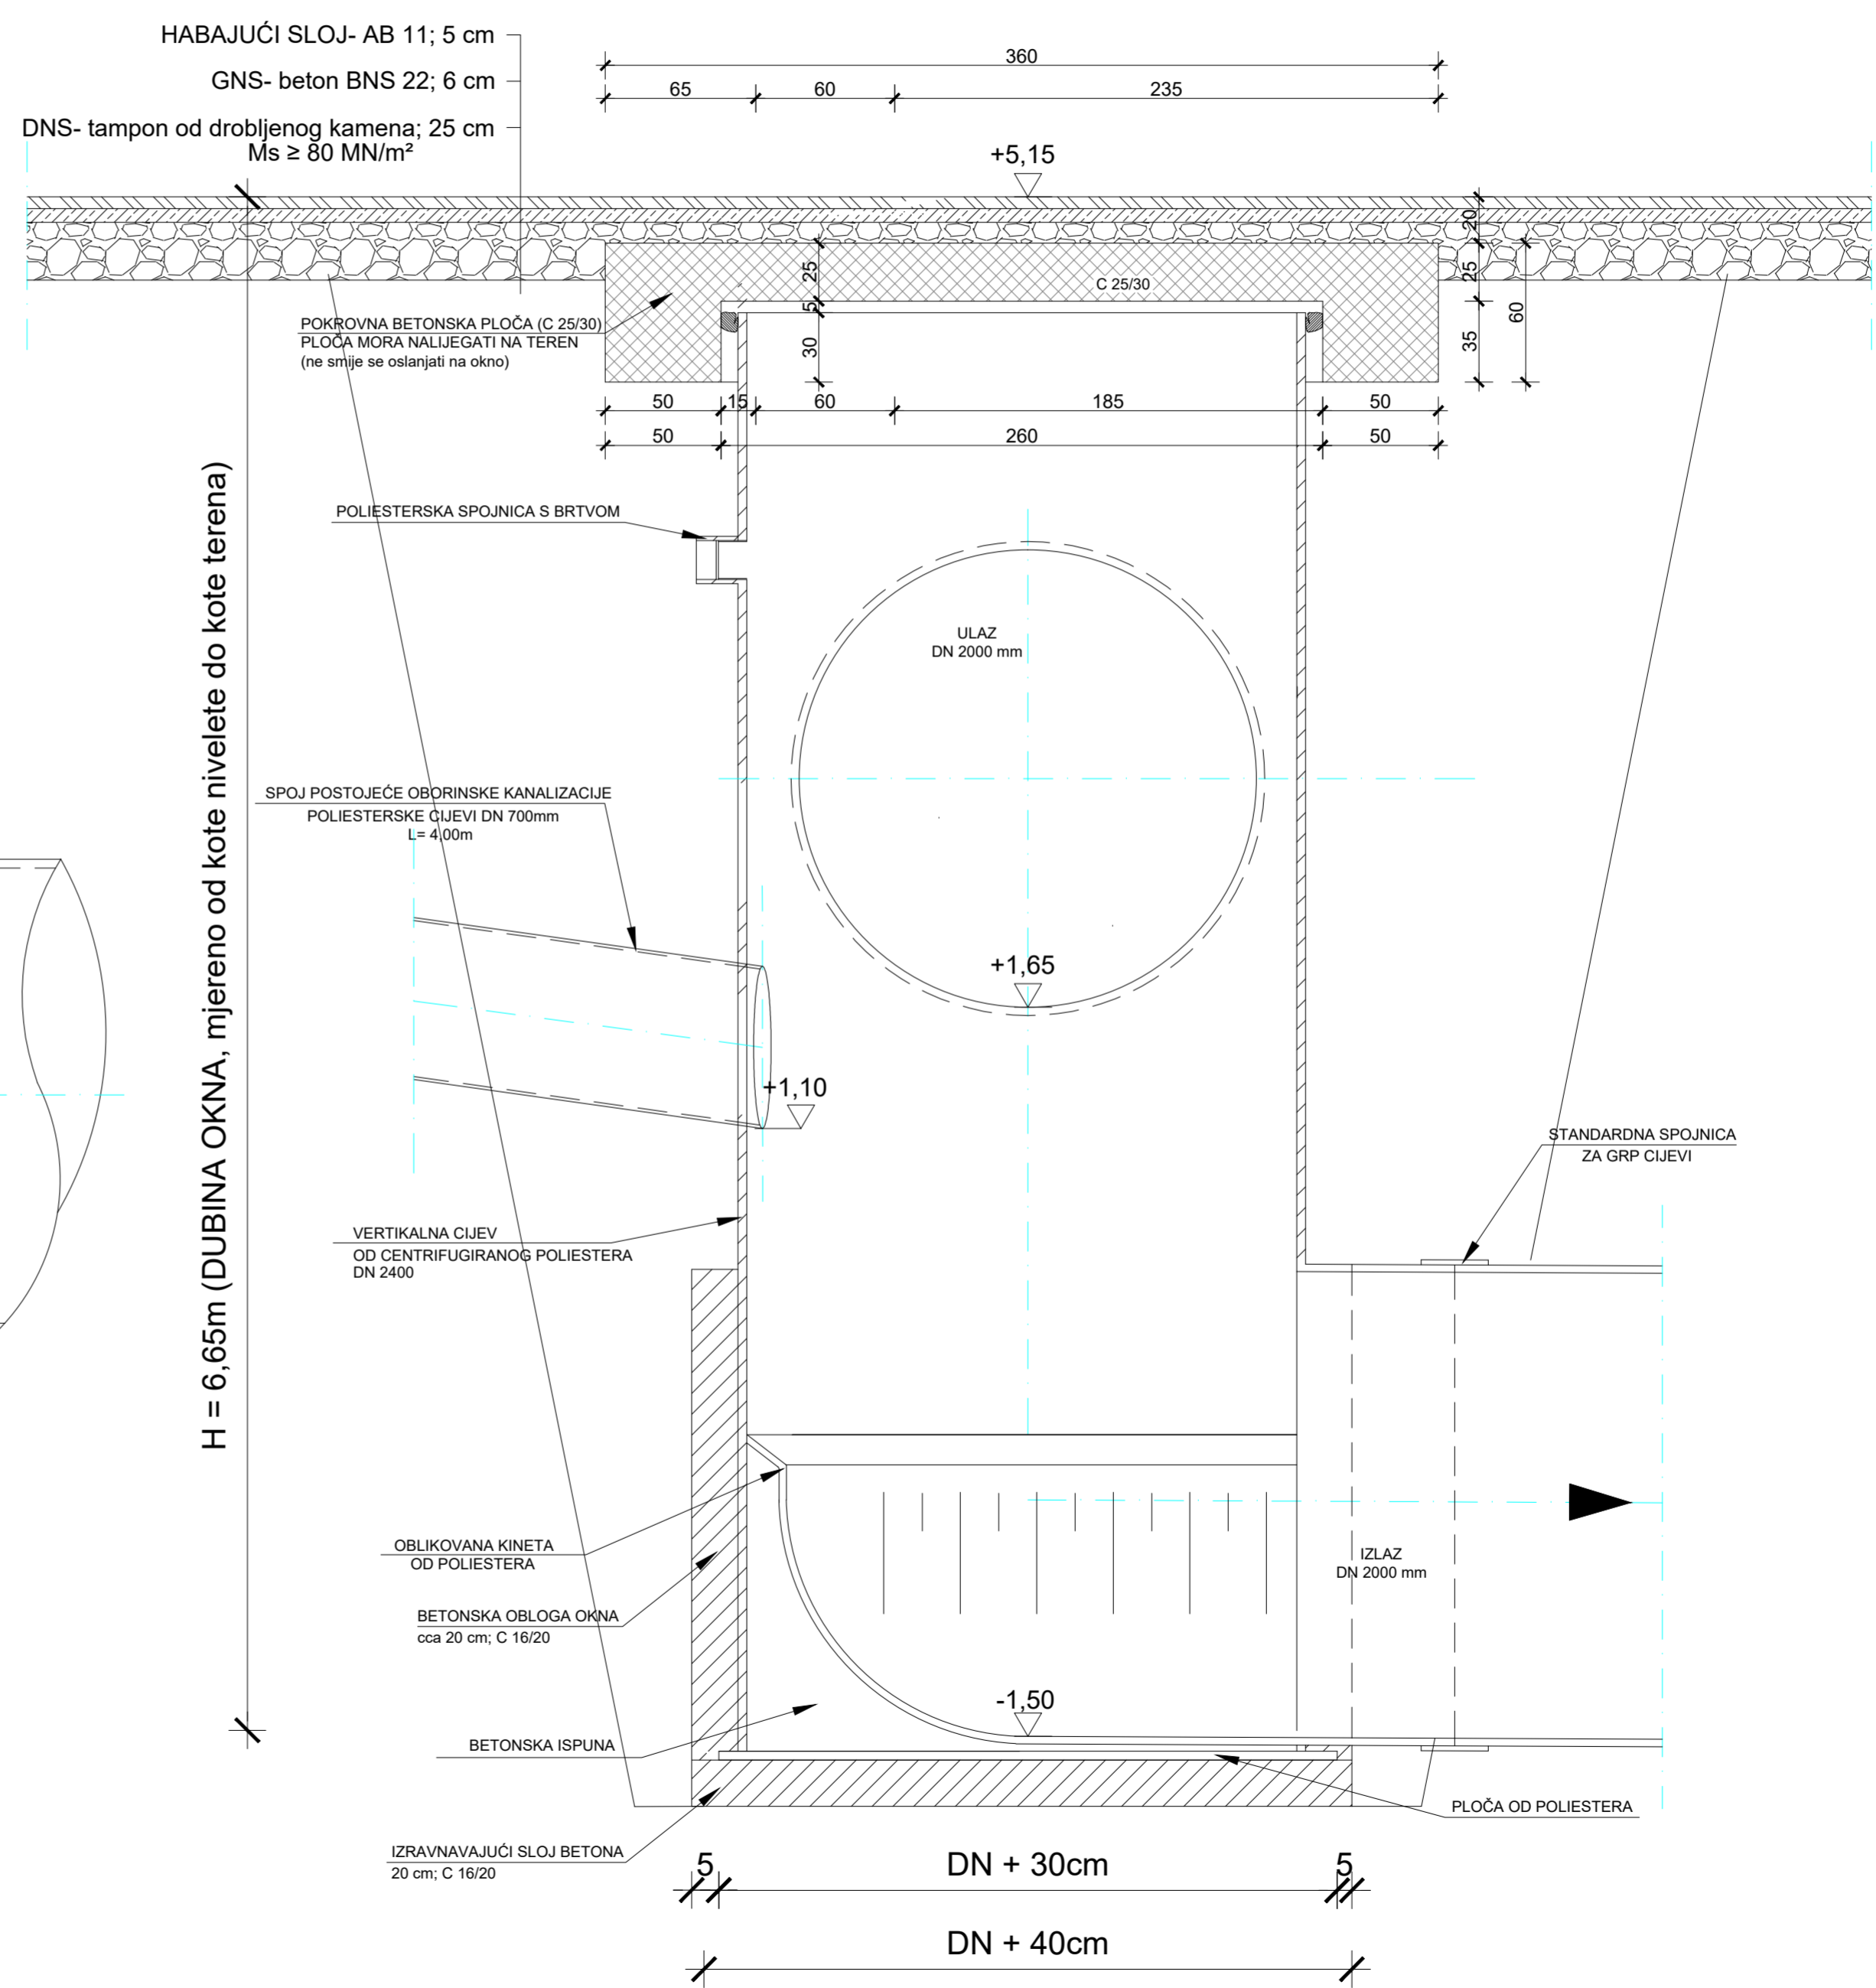 HABAJUĆI SLOJ- AB 11; 5 cm
GNS- beton BNS 22; 6 cm
DNS- tampon od drobljenog kamena; 25 cm
Ms ≥ 80 MN/m²
360
65 60 235
+5,15
20
25 5 30
25 35
60
C 25/30
POKROVNA BETONSKA PLOČA (C 25/30)
PLOČA MORA NALIJEGATI NA TEREN
(ne smije se oslanjati na okno)
50 15 60 185 50
50 260 50
H = 6,65m (DUBINA OKNA, mjereno od kote nivelete do kote terena)
POLIESTERSKA SPOJNICA S BRTVOM
ULAZ
DN 2000 mm
SPOJ POSTOJEĆE OBORINSKE KANALIZACIJE
POLIESTERSKE CIJEVI DN 700mm
L= 4,00m
+1,65
+1,10
STANDARDNA SPOJNICA
ZA GRP CIJEVI
VERTIKALNA CIJEV
OD CENTRIFUGIRANOG POLIESTERA
DN 2400
OBLIKOVANA KINETA
OD POLIESTERA
IZLAZ
DN 2000 mm
BETONSKA OBLOGA OKNA
cca 20 cm; C 16/20
-1,50
BETONSKA ISPUNA
PLOČA OD POLIESTERA
IZRAVNAVAJUĆI SLOJ BETONA
20 cm; C 16/20
5 DN + 30cm 5
DN + 40cm